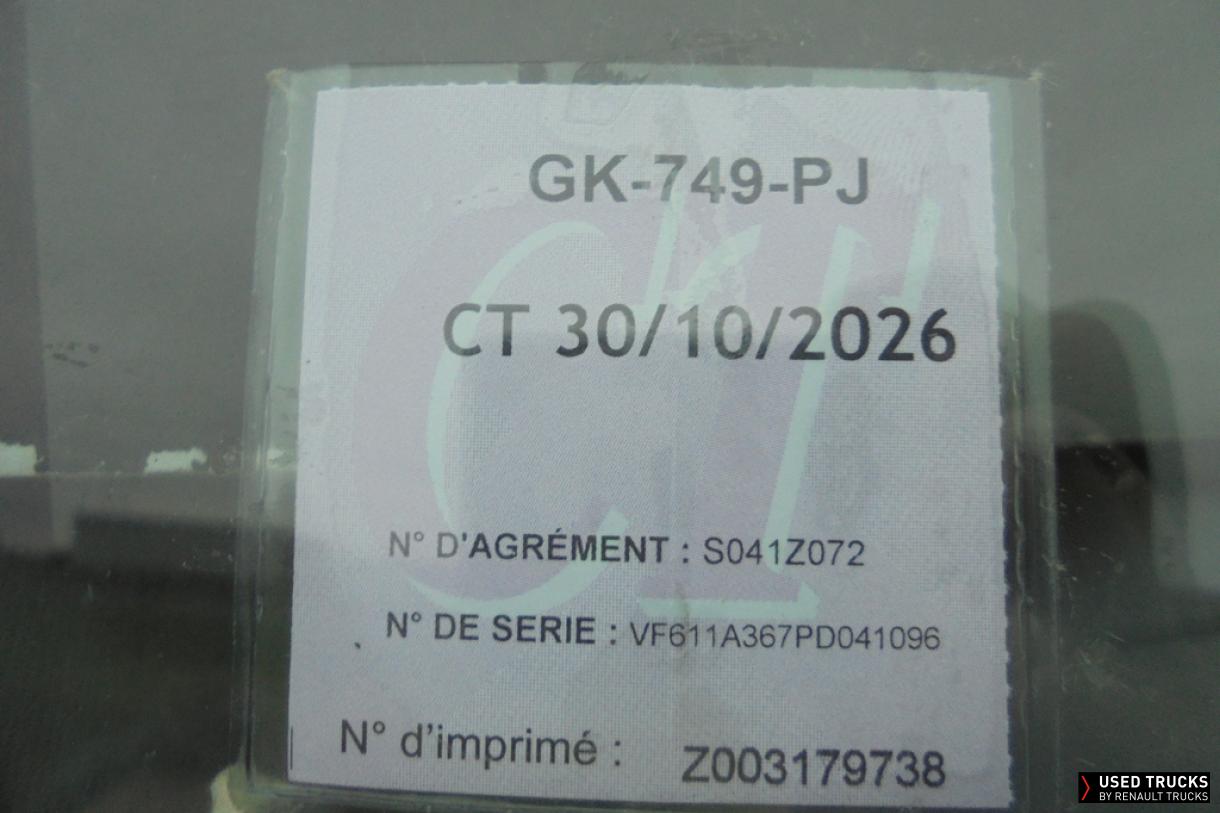 GK-749-PJ
CT 30/10/2026
N° D'AGRÉMENT : S041Z072
N° DE SERIE : VF611A367PD041096
N° d'imprimé : Z003179738
USED TRUCKS
BY RENAULT TRUCKS